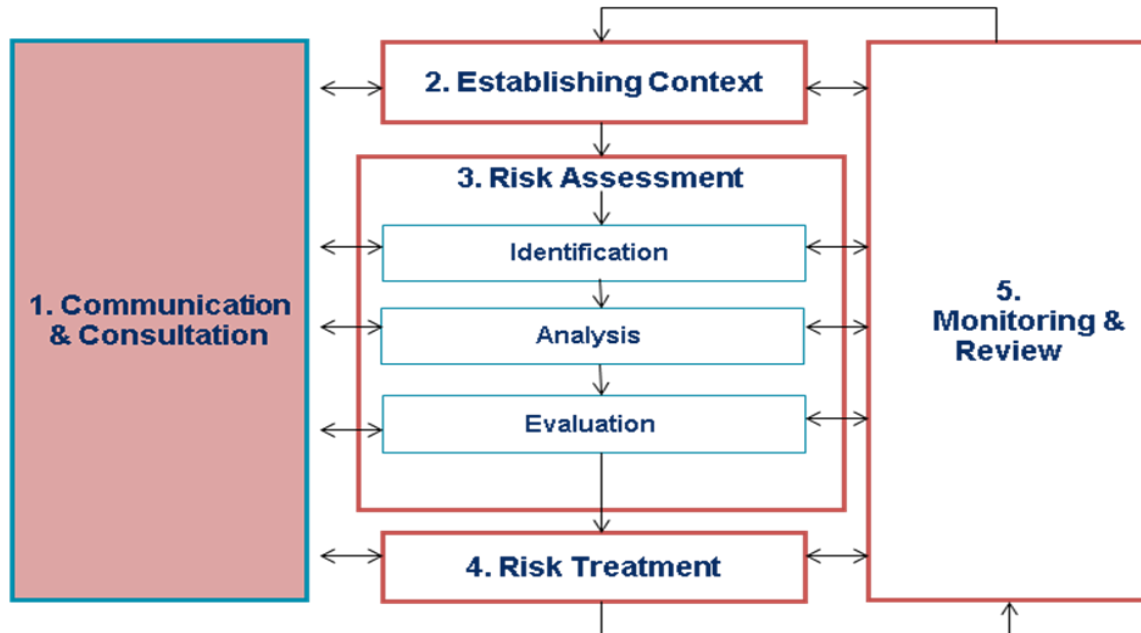 2. Establishing Context
3. Risk Assessment
Identification
1. Communication
& Consultation
Analysis
Evaluation
5.
Monitoring &
Review
4. Risk Treatment